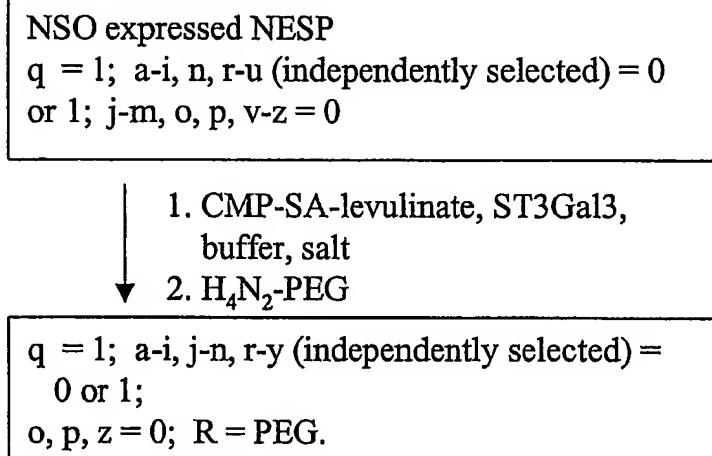 NSO expressed NESP
q = 1; a-i, n, r-u (independently selected) = 0
or 1; j-m, o, p, v-z = 0
1. CMP-SA-levulinate, ST3Gal3,
buffer, salt
2. H₄N₂-PEG
q = 1; a-i, j-n, r-y (independently selected) =
0 or 1;
o, p, z = 0; R = PEG.